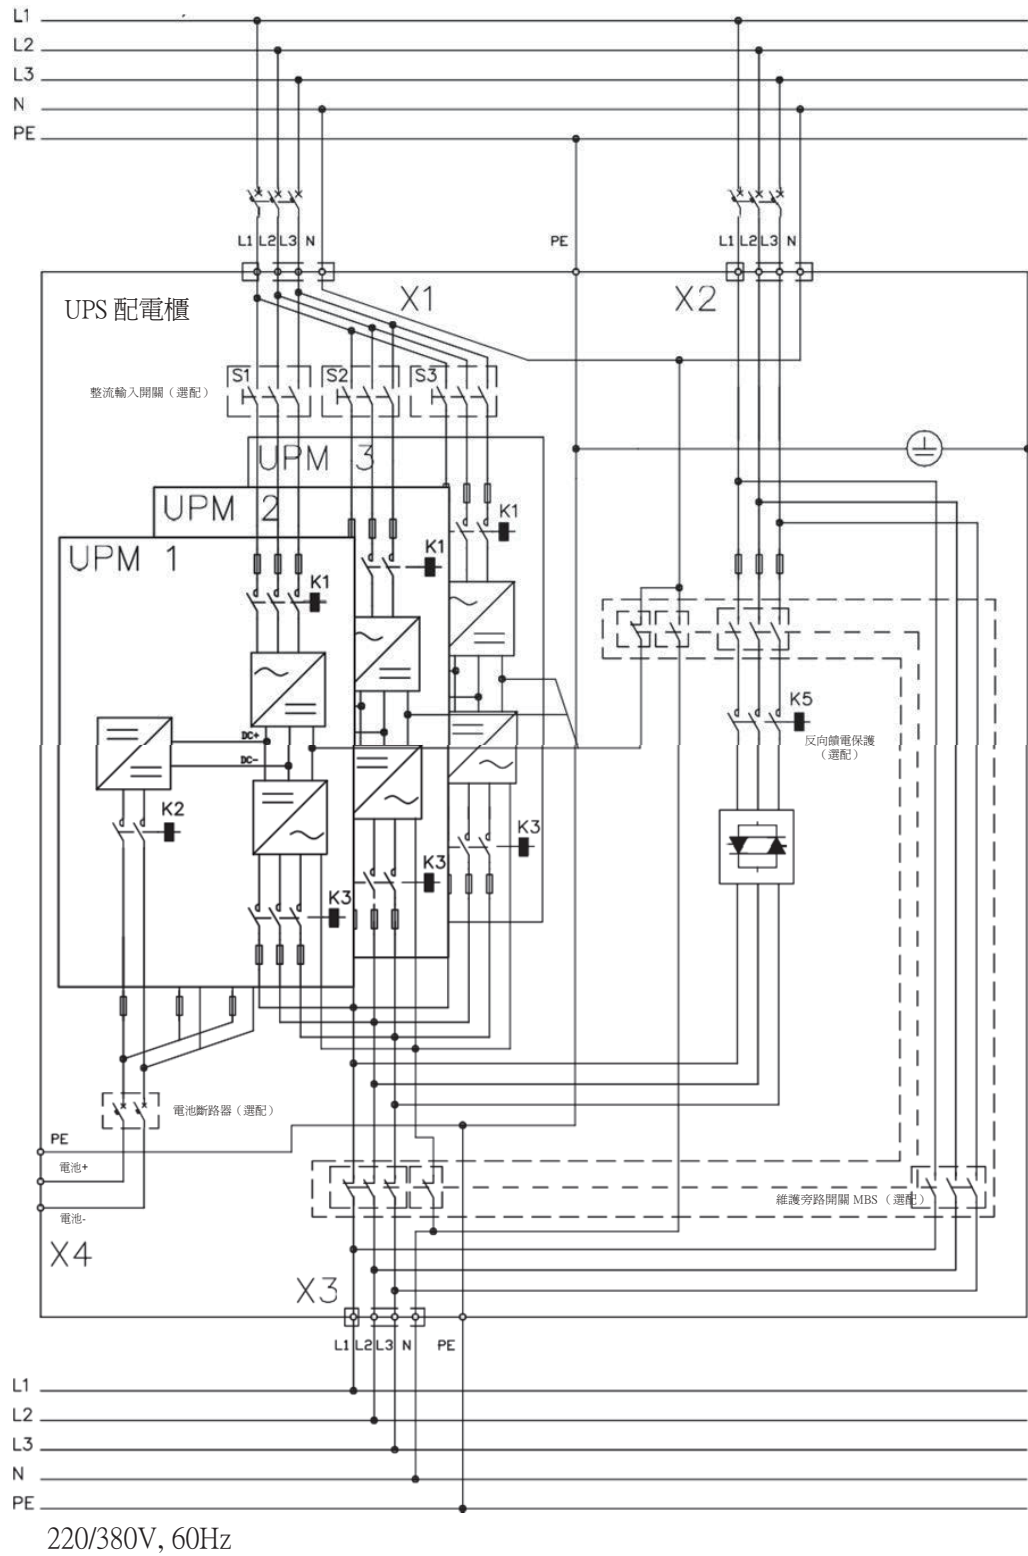 L1
L2
L3
N
PE
L1 L2 L3 N
PE
L1 L2 L3 N
X1
X2
UPS 配電櫃
整流輸入開關（選配）
S1
S2
S3
UPM 3
UPM 2
UPM 1
K1
K1
K1
K5
反向饋電保護
（選配）
DC+
DC-
K2
K3
K3
K3
電池斷路器（選配）
PE
電池+
電池-
X4
維護旁路開關 MBS（選配）
X3
L1 L2 L3 N PE
L1
L2
L3
N
PE
220/380V, 60Hz